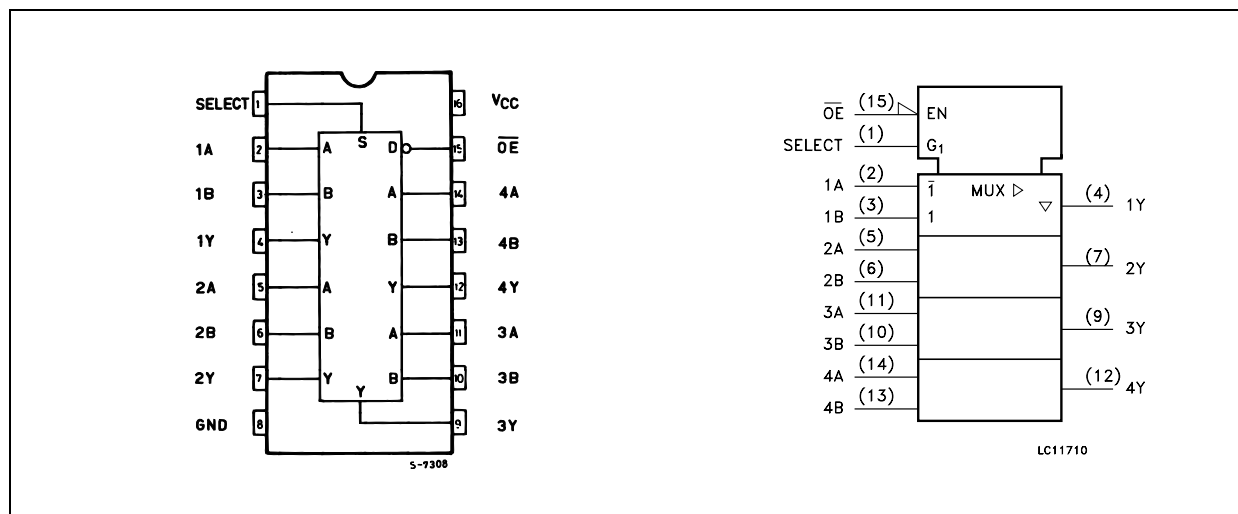 SELECT 1 S 16 VCC
1A 2 A D 15 O̅E̅
1B 3 B A 14 4A
1Y 4 Y B 13 4B
2A 5 A Y 12 4Y
2B 6 B A 11 3A
2Y 7 Y Y B 10 3B
GND 8 9 3Y
S-7308
O̅E̅ (15) EN
SELECT (1) G1
1A (2) 1̅ MUX ▷ (4) 1Y
1B (3) 1 ▽
2A (5)
2B (6) (7) 2Y
3A (11)
3B (10) (9) 3Y
4A (14)
4B (13) (12) 4Y
LC11710